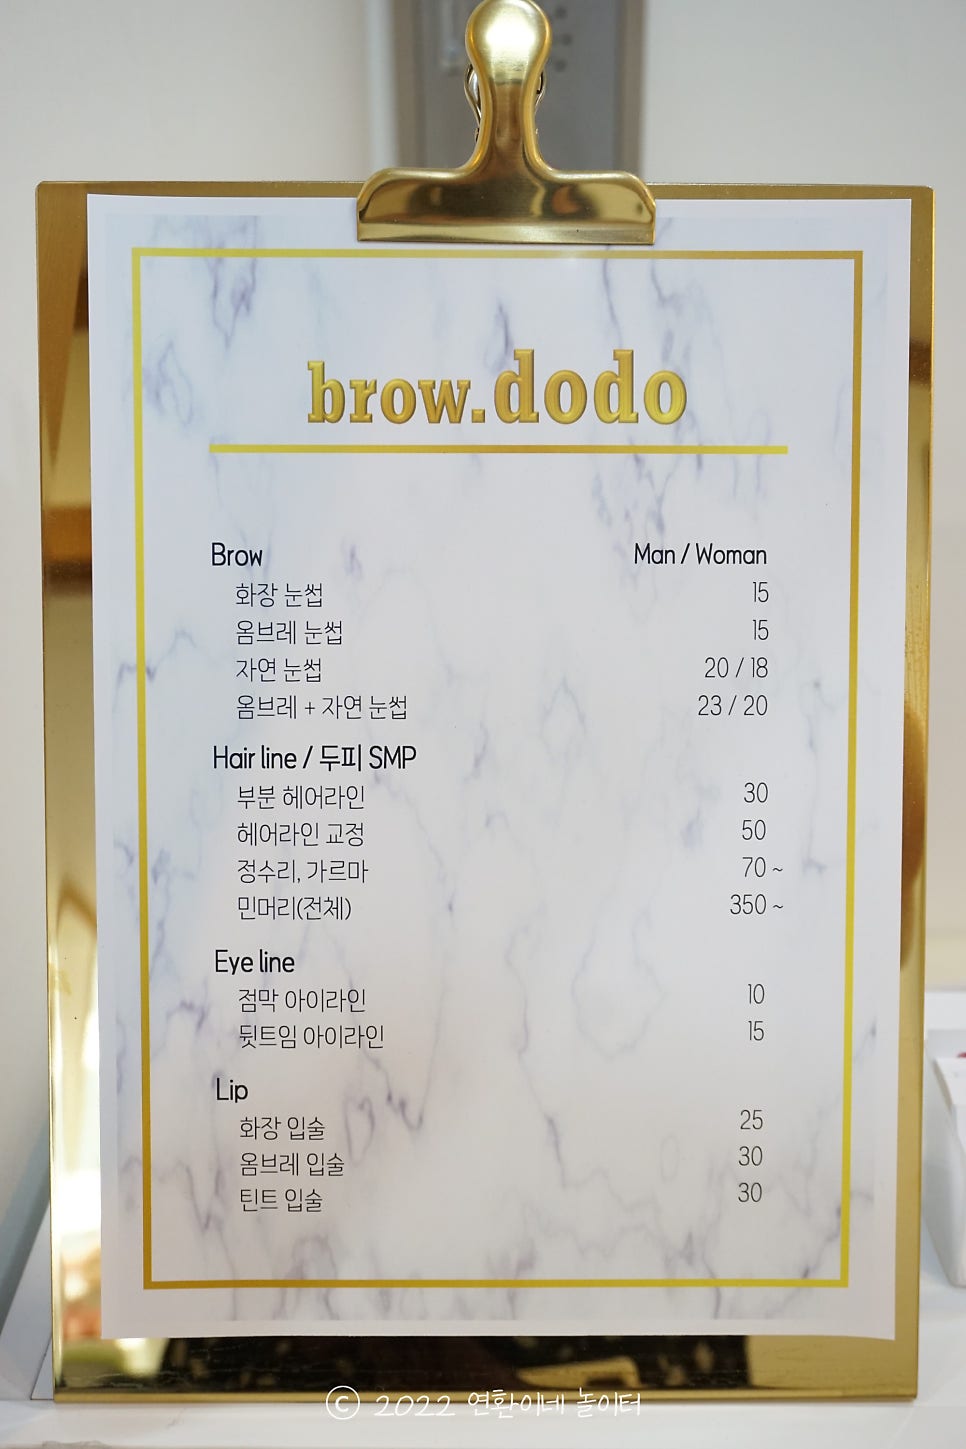 brow.dodo
Brow Man / Woman
화장 눈썹 15
옴브레 눈썹 15
자연 눈썹 20 / 18
옴브레 + 자연 눈썹 23 / 20
Hair line / 두피 SMP
부분 헤어라인 30
헤어라인 교정 50
정수리, 가르마 70 ~
민머리(전체) 350 ~
Eye line
점막 아이라인 10
뒷트임 아이라인 15
Lip
화장 입술 25
옴브레 입술 30
틴트 입술 30
© 2022 연환이네 놀이터